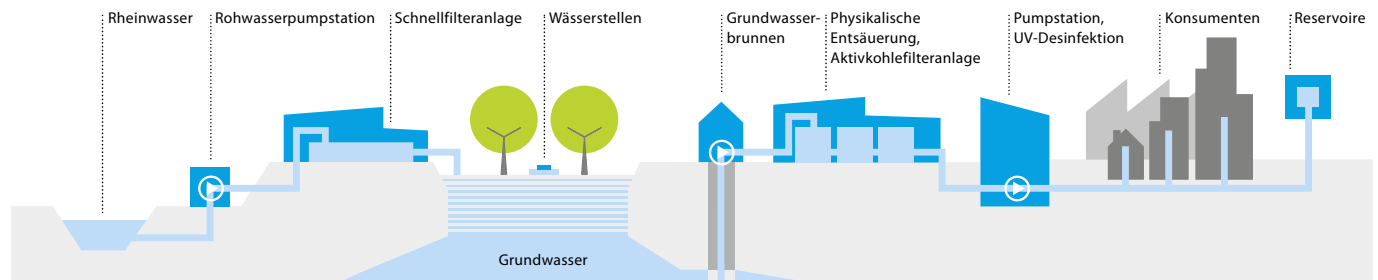 Rheinwasser
Rohwasserpumpstation
Schnellfilteranlage
Wässerstellen
Grundwasser-
brunnen
Physikalische
Entsäuerung,
Aktivkohlefilteranlage
Pumpstation,
UV-Desinfektion
Konsumenten
Reservoire
Grundwasser